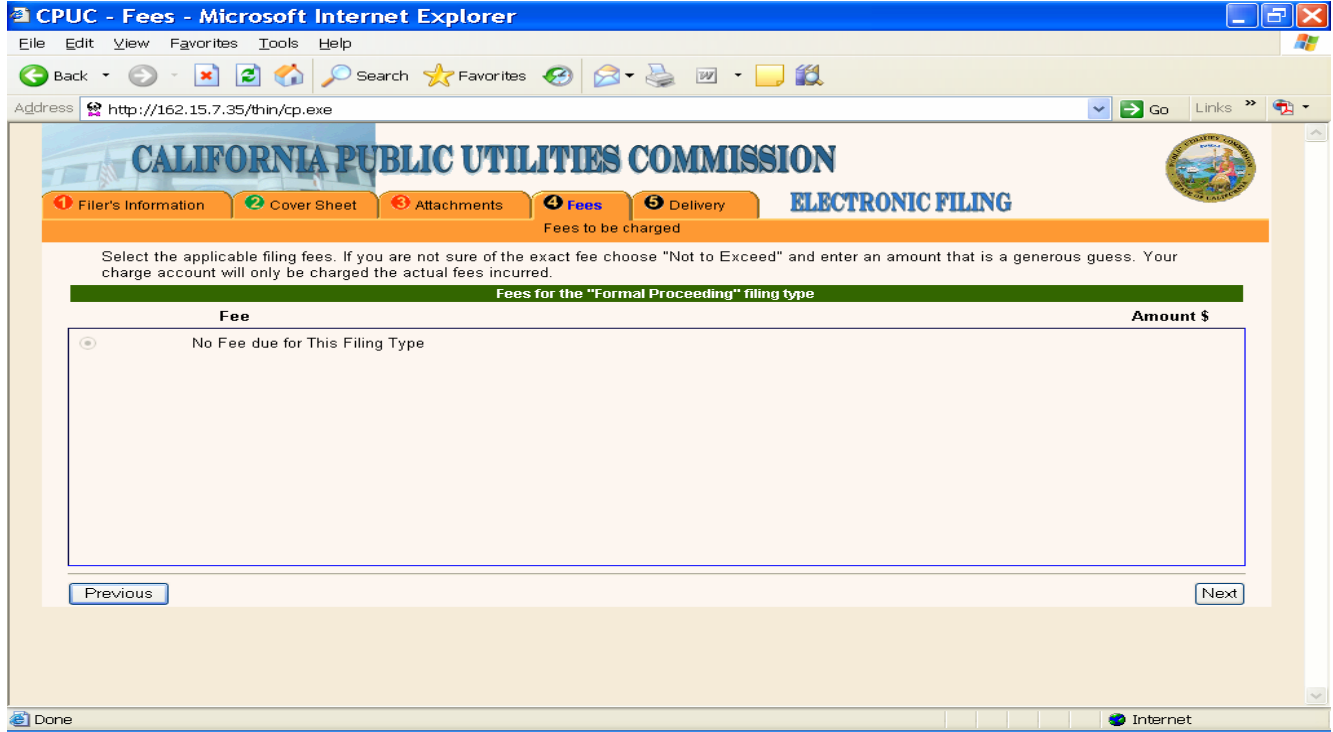 CPUC - Fees - Microsoft Internet Explorer
File Edit View Favorites Tools Help
Back Search Favorites
Address http://162.15.7.35/thin/cp.exe Go Links »
CALIFORNIA PUBLIC UTILITIES COMMISSION
1 Filer's Information 2 Cover Sheet 3 Attachments 4 Fees 5 Delivery ELECTRONIC FILING
Fees to be charged
Select the applicable filing fees. If you are not sure of the exact fee choose "Not to Exceed" and enter an amount that is a generous guess. Your
charge account will only be charged the actual fees incurred.
Fees for the "Formal Proceeding" filing type
Fee Amount $
No Fee due for This Filing Type
Previous Next
Done Internet